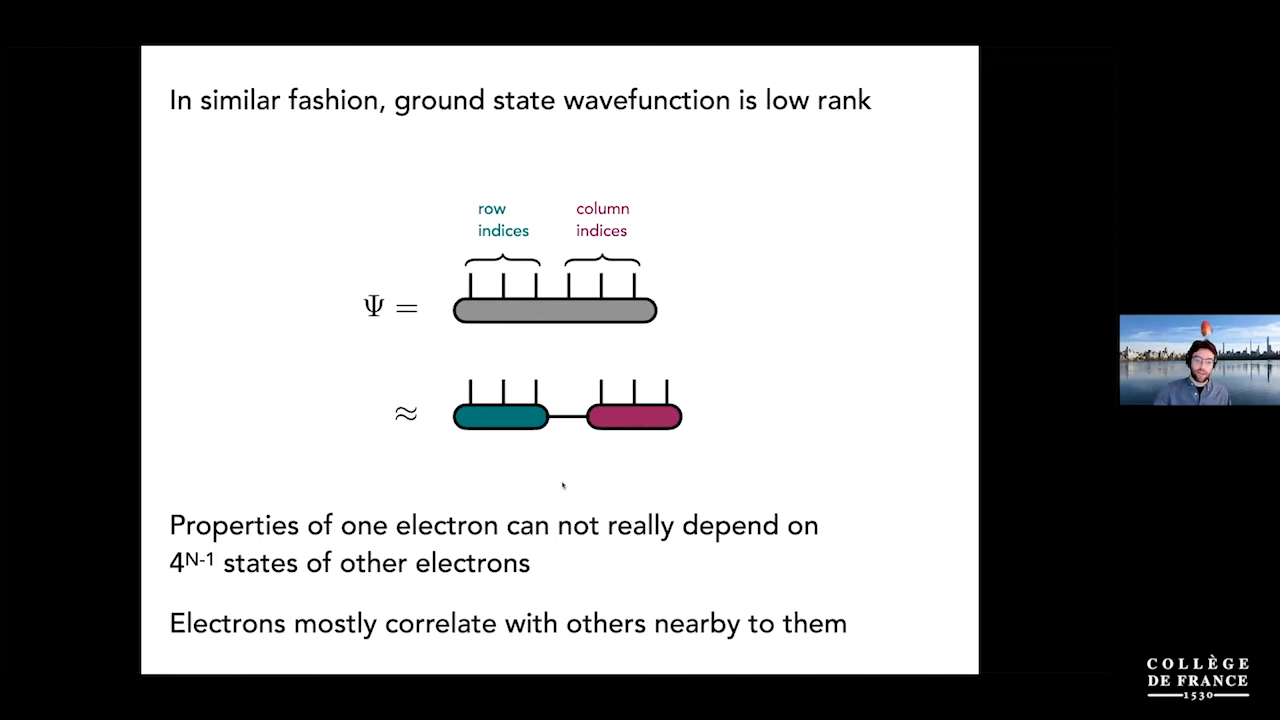 In similar fashion, ground state wavefunction is low rank
row
indices
column
indices
Ψ =
≈
Properties of one electron can not really depend on
4ᴺ⁻¹ states of other electrons
Electrons mostly correlate with others nearby to them
COLLÈGE
DE FRANCE
1530